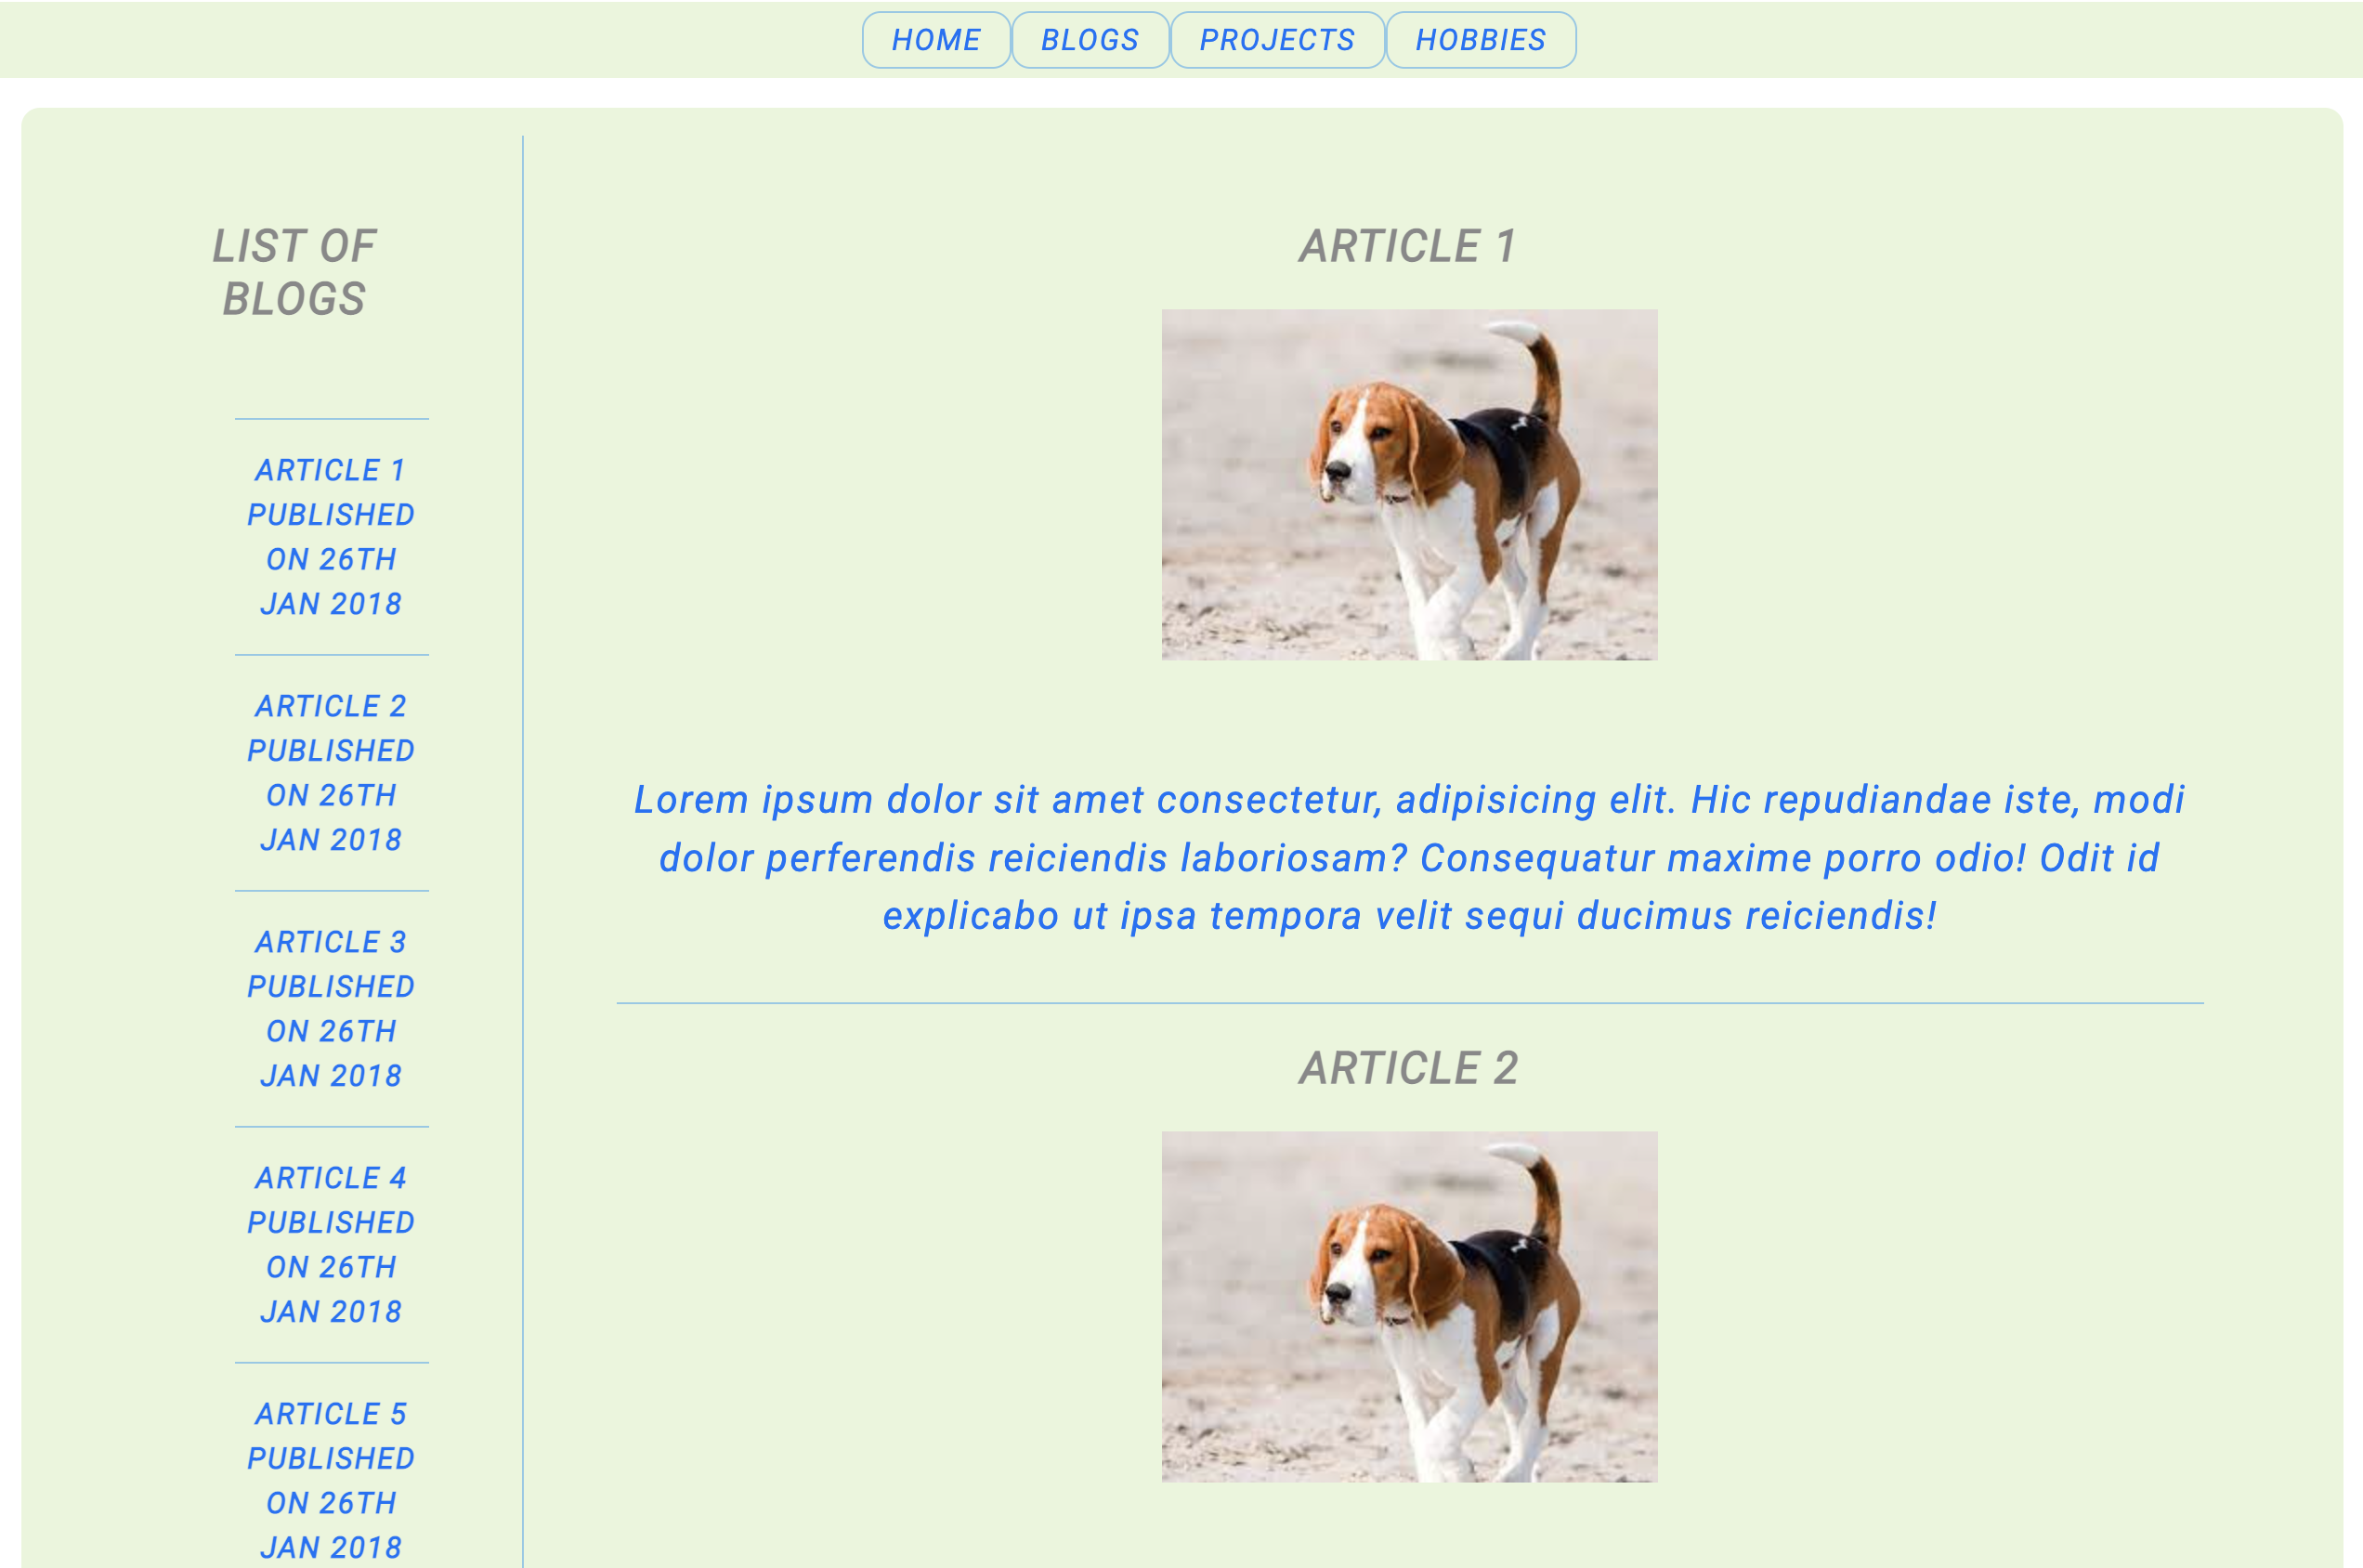 HOME BLOGS PROJECTS HOBBIES
LIST OF
BLOGS
ARTICLE 1
PUBLISHED
ON 26TH
JAN 2018
ARTICLE 2
PUBLISHED
ON 26TH
JAN 2018
ARTICLE 3
PUBLISHED
ON 26TH
JAN 2018
ARTICLE 4
PUBLISHED
ON 26TH
JAN 2018
ARTICLE 5
PUBLISHED
ON 26TH
JAN 2018
ARTICLE 1
Lorem ipsum dolor sit amet consectetur, adipisicing elit. Hic repudiandae iste, modi
dolor perferendis reiciendis laboriosam? Consequatur maxime porro odio! Odit id
explicabo ut ipsa tempora velit sequi ducimus reiciendis!
ARTICLE 2